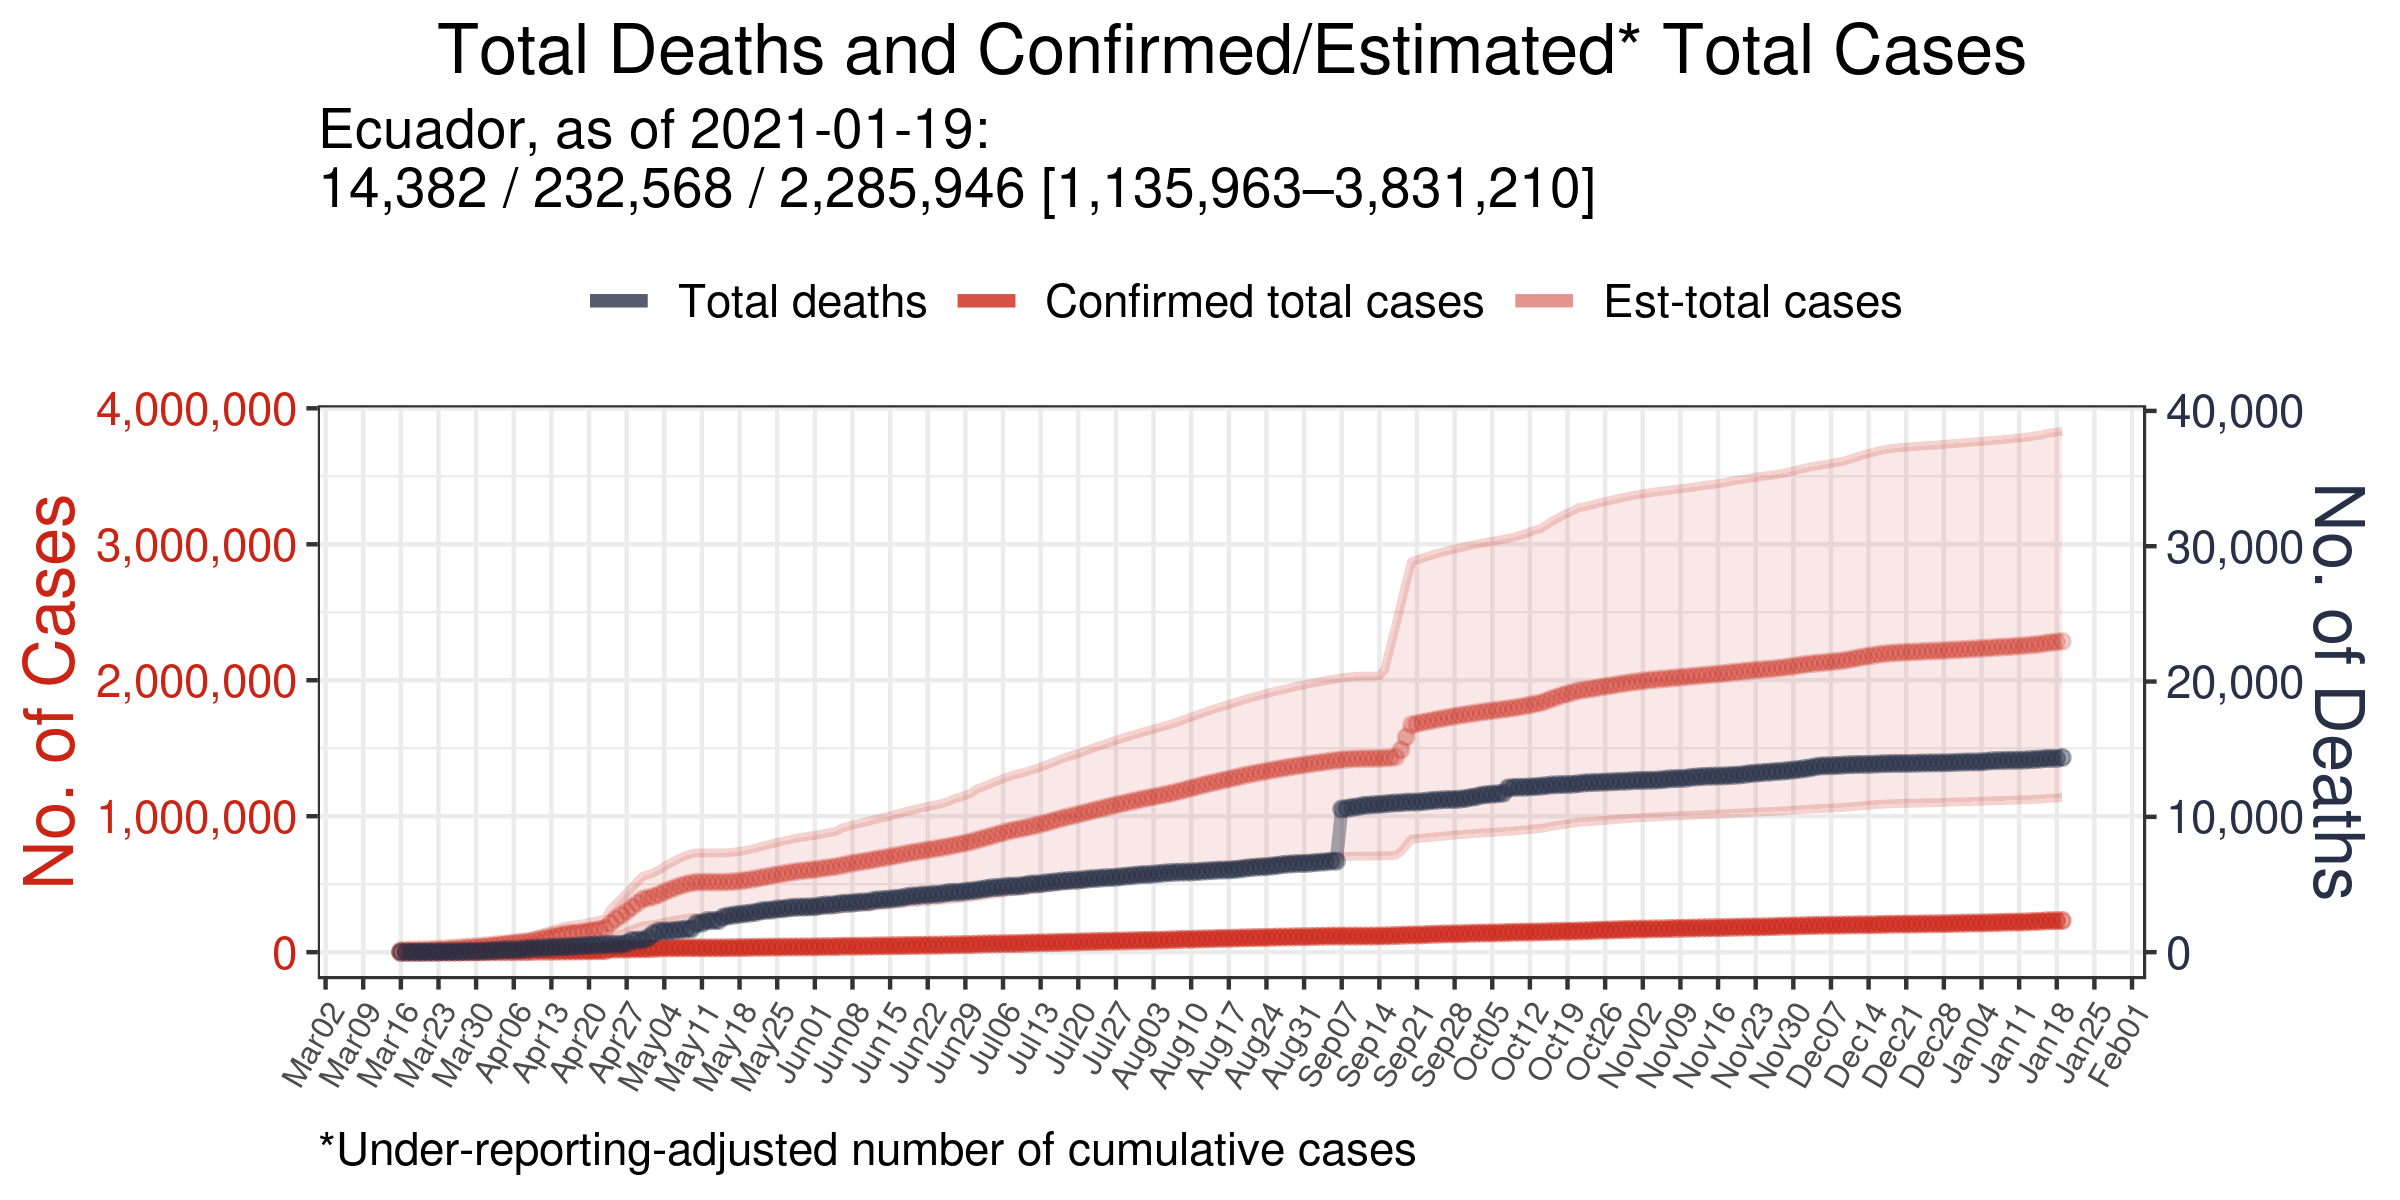 Total Deaths and Confirmed/Estimated* Total Cases
Ecuador, as of 2021-01-19:
14,382 / 232,568 / 2,285,946 [1,135,963–3,831,210]
Total deaths
Confirmed total cases
Est-total cases
No. of Cases
4,000,000
3,000,000
2,000,000
1,000,000
0
40,000
30,000
20,000
10,000
0
No. of Deaths
Mar02
Mar09
Mar16
Mar23
Mar30
Apr06
Apr13
Apr20
Apr27
May04
May11
May18
May25
Jun01
Jun08
Jun15
Jun22
Jun29
Jul06
Jul13
Jul20
Jul27
Aug03
Aug10
Aug17
Aug24
Aug31
Sep07
Sep14
Sep21
Sep28
Oct05
Oct12
Oct19
Oct26
Nov02
Nov09
Nov16
Nov23
Nov30
Dec07
Dec14
Dec21
Dec28
Jan04
Jan11
Jan18
Jan25
Feb01
*Under-reporting-adjusted number of cumulative cases